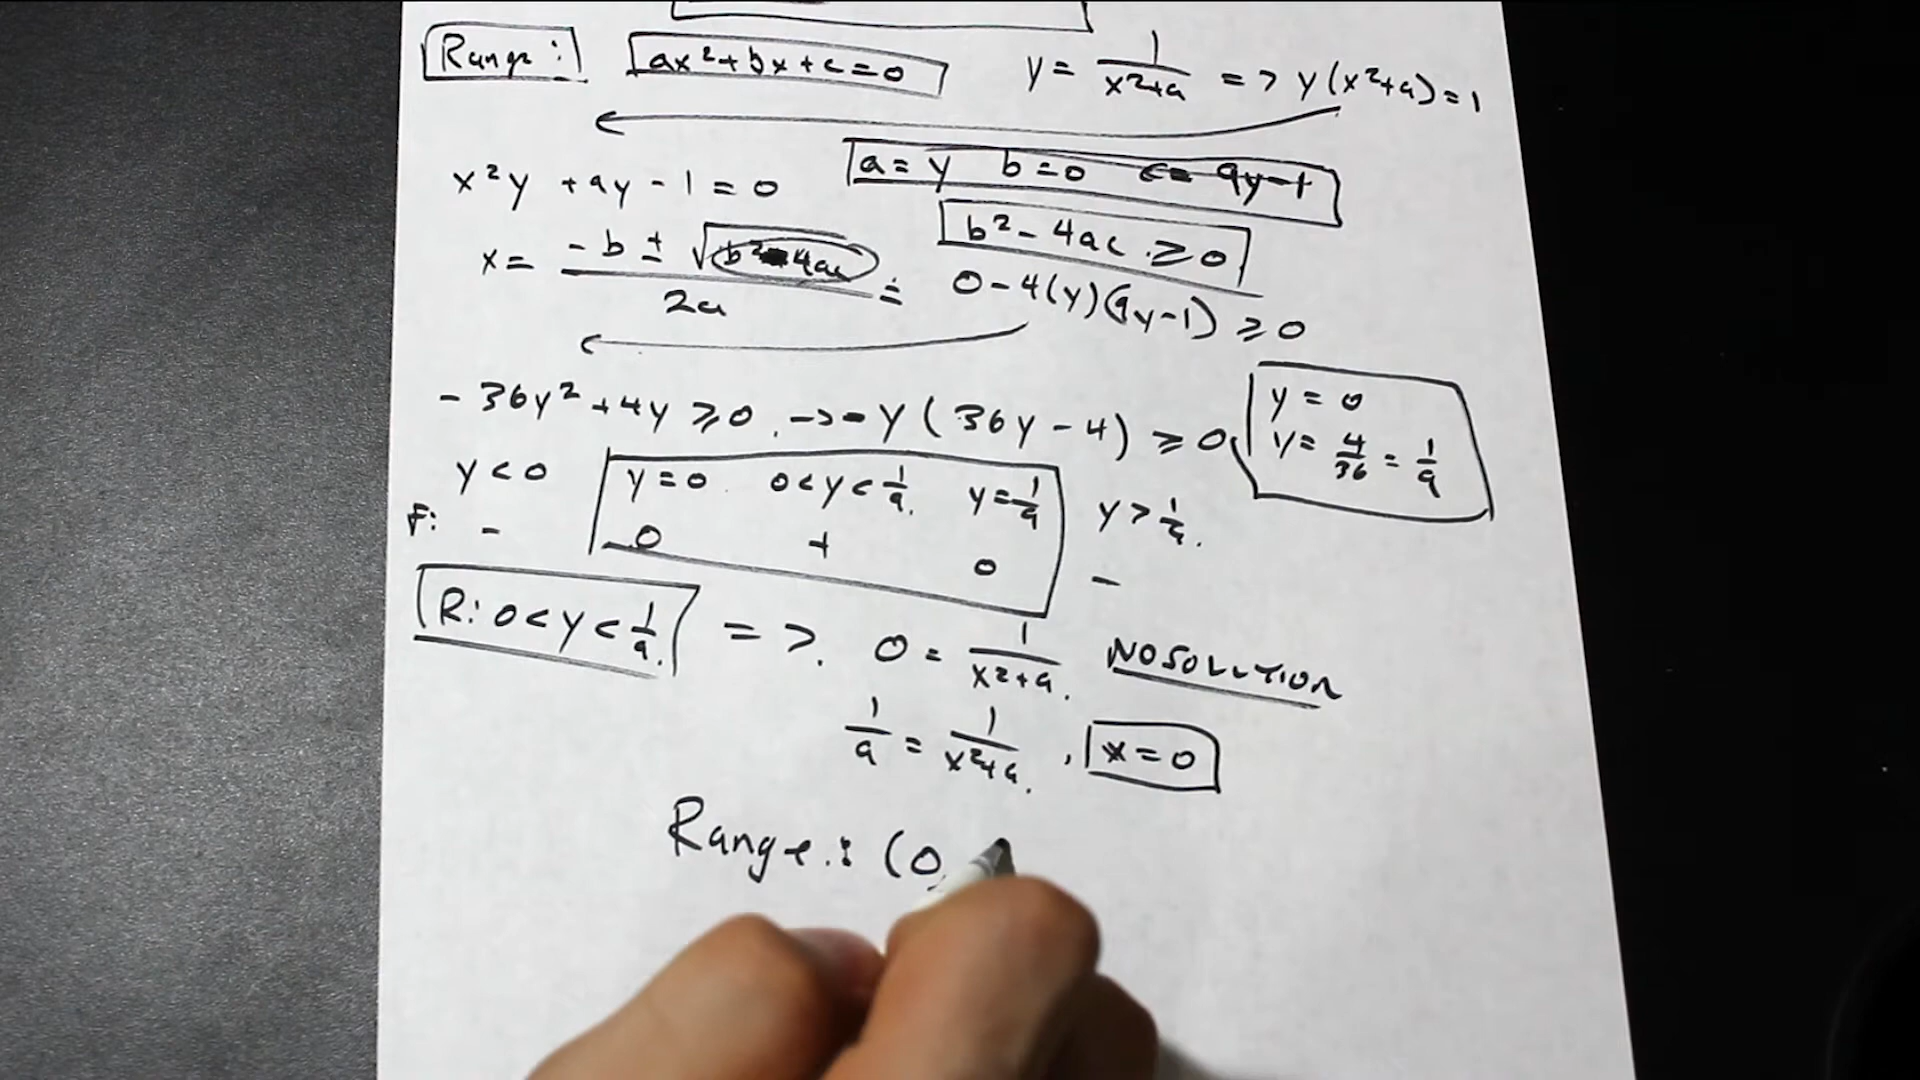 Range: ax²+bx+c=0 y = 1/(x²+9) => y(x²+9)=1
x²y + 9y - 1 = 0 a = y b=0 c= 9y-1
b² - 4ac ≥ 0
x = (-b ± √(b²-4ac))/2a = 0-4(y)(9y-1) ≥ 0
-36y² + 4y ≥ 0 -> -y(36y-4) ≥ 0
y = 0
y = 4/36 = 1/9
y<0 y=0 0<y<1/9 y=1/9 y>1/9
F: - 0 + 0 -
R: 0<y<1/9 => 0 = 1/(x²+9) NO SOLUTION
1/9 = 1/(x²+9), x=0
Range: (0,